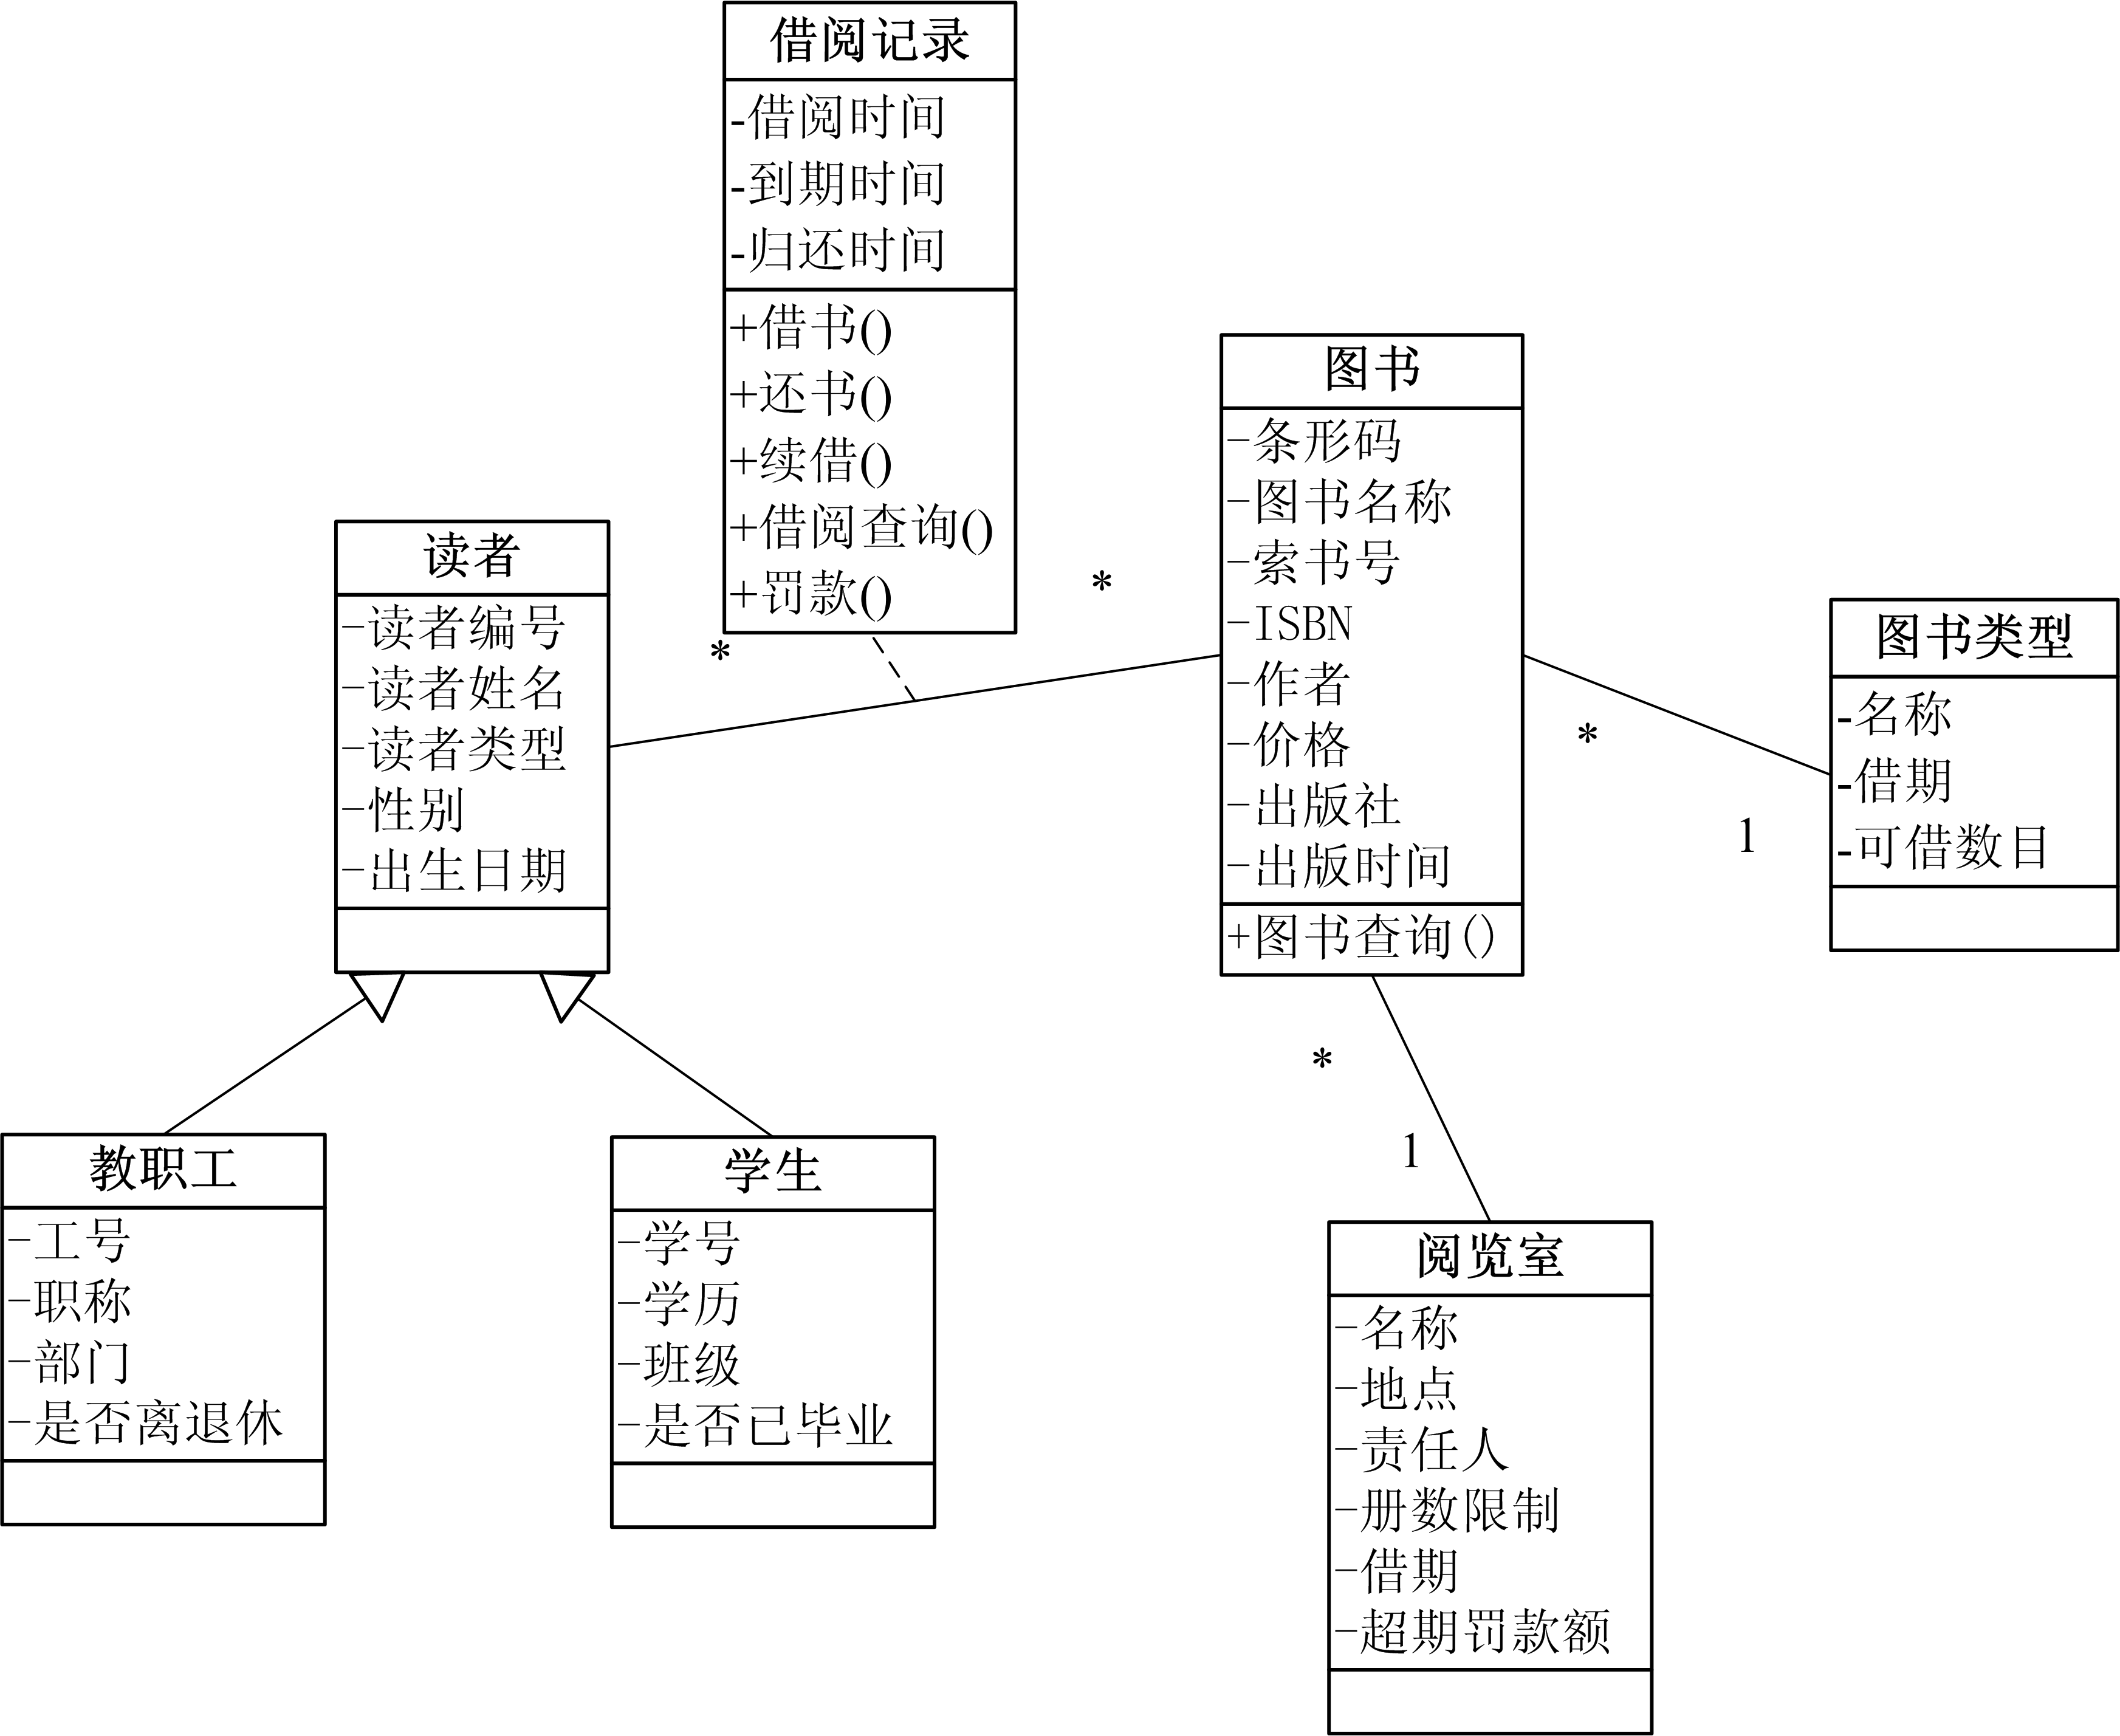 借阅记录
-借阅时间
-到期时间
-归还时间
+借书()
+还书()
+续借()
+借阅查询()
+罚款()
*
*
读者
-读者编号
-读者姓名
-读者类型
-性别
-出生日期
图书
-条形码
-图书名称
-索书号
-ISBN
-作者
-价格
-出版社
-出版时间
+图书查询()
*
1
图书类型
-名称
-借期
-可借数目
*
1
教职工
-工号
-职称
-部门
-是否离退休
学生
-学号
-学历
-班级
-是否已毕业
阅览室
-名称
-地点
-责任人
-册数限制
-借期
-超期罚款额